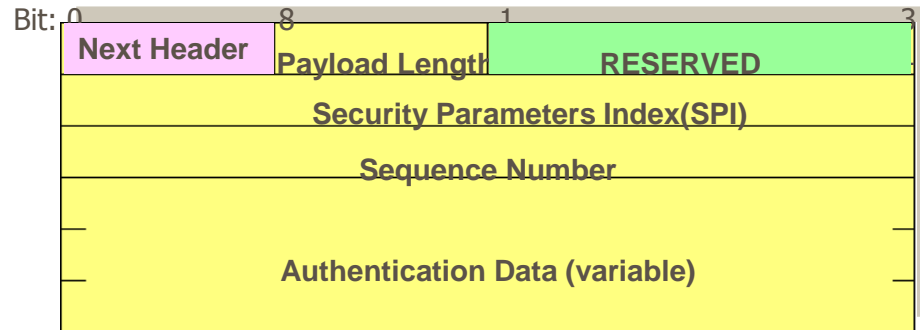 Bit: 0 8 1 3
Next Header Payload Length RESERVED
Security Parameters Index(SPI)
Sequence Number
Authentication Data (variable)